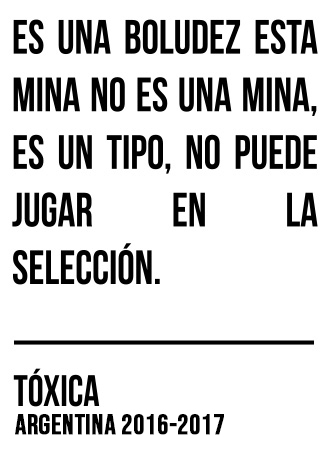 ES UNA BOLUDEZ ESTA
MINA NO ES UNA MINA,
ES UN TIPO, NO PUEDE
JUGAR EN LA
SELECCIÓN.
TÓXICA
ARGENTINA 2016-2017